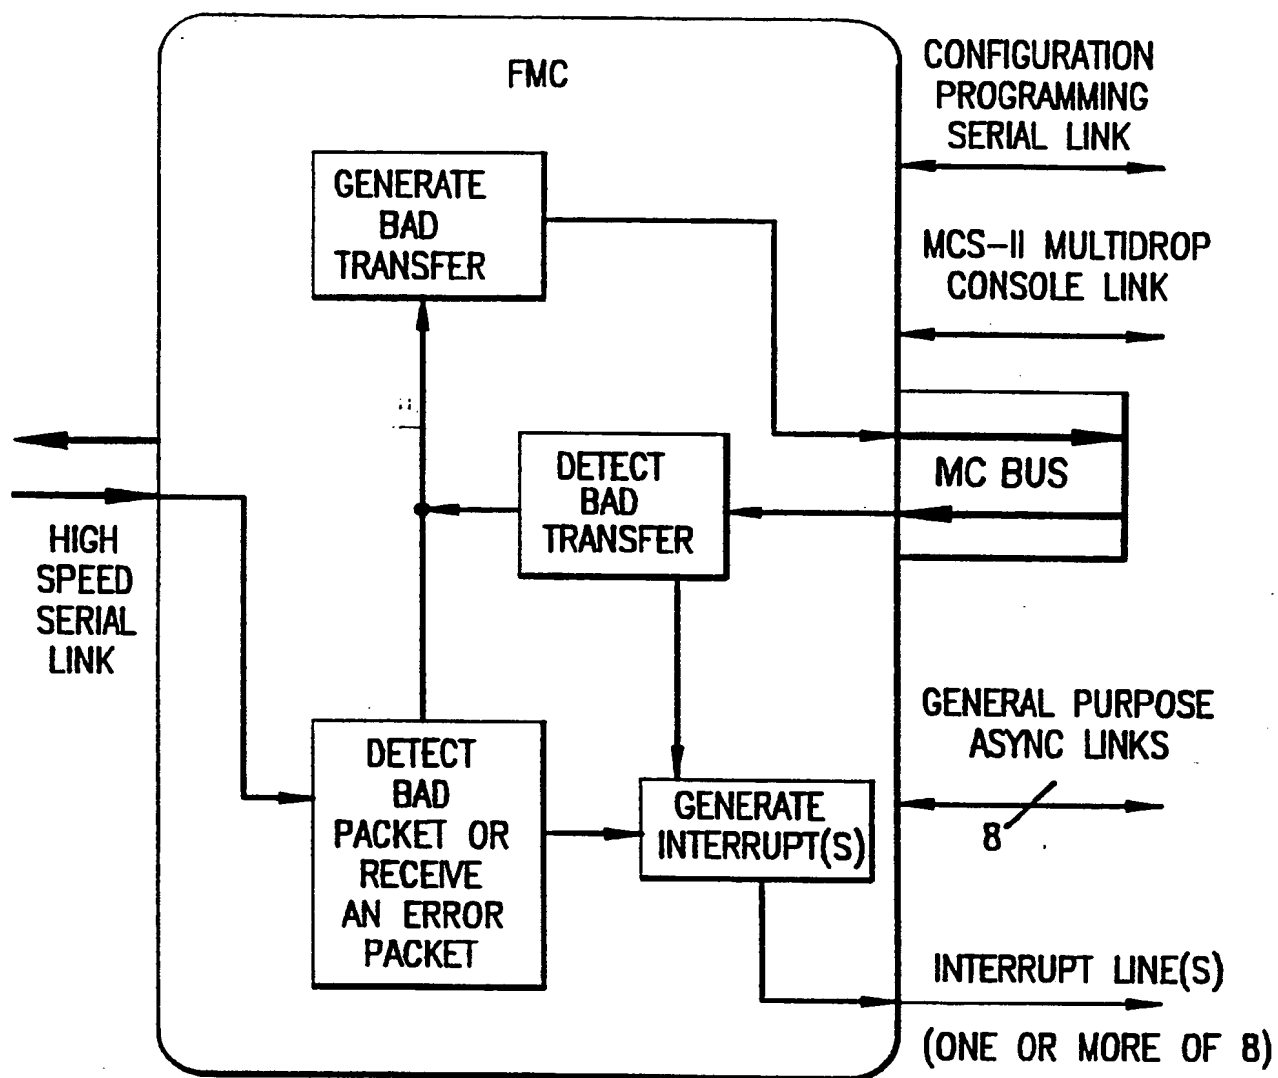 FMC
CONFIGURATION
PROGRAMMING
SERIAL LINK
GENERATE
BAD
TRANSFER
MCS-II MULTIDROP
CONSOLE LINK
DETECT
BAD
TRANSFER
MC BUS
HIGH
SPEED
SERIAL
LINK
DETECT
BAD
PACKET OR
RECEIVE
AN ERROR
PACKET
GENERATE
INTERRUPT(S)
GENERAL PURPOSE
ASYNC LINKS
8
INTERRUPT LINE(S)
(ONE OR MORE OF 8)